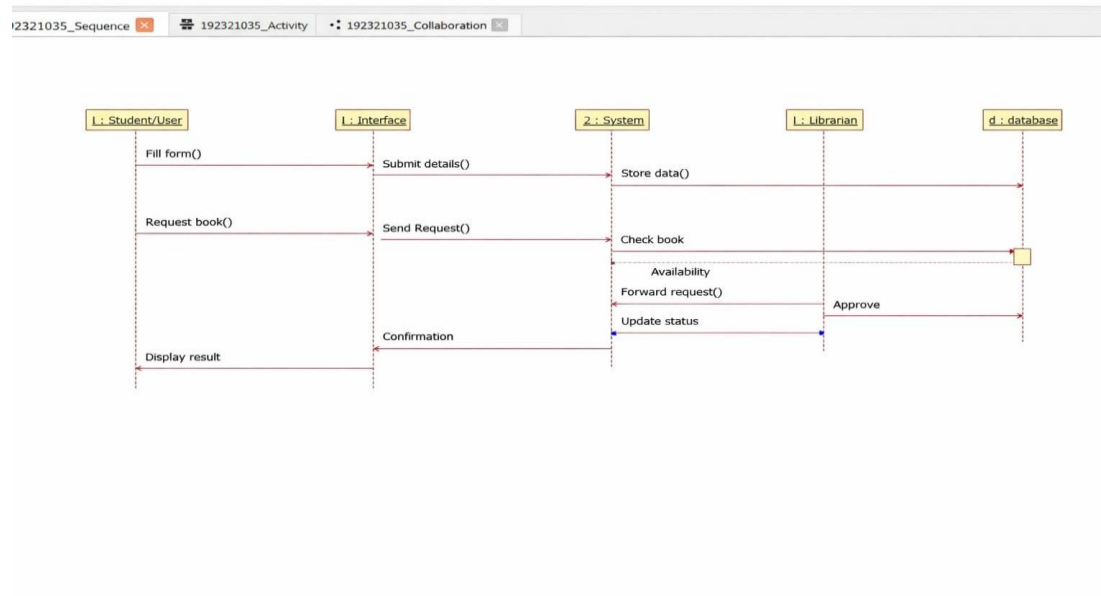 2321035_Sequence
192321035_Activity
192321035_Collaboration
L : Student/User
L : Interface
2 : System
L : Librarian
d : database
Fill form()
Submit details()
Store data()
Request book()
Send Request()
Check book
Availability
Forward request()
Approve
Update status
Confirmation
Display result